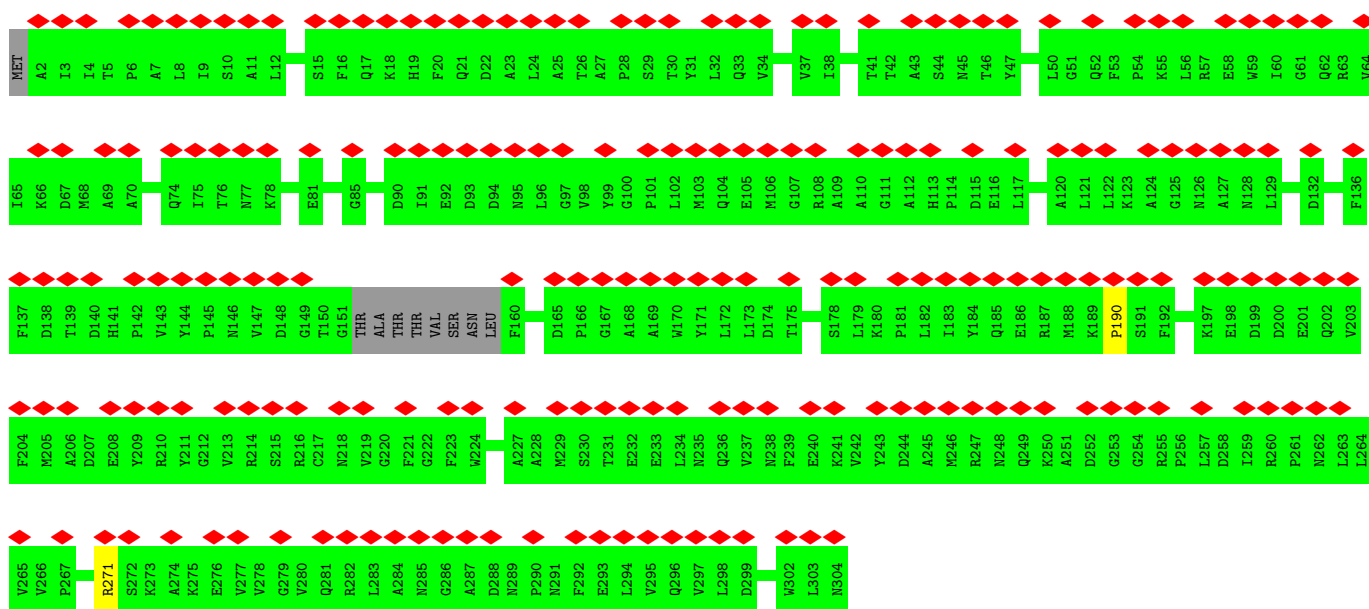 MET A2 I3 I4 T5 P6 A7 L8 I9 S10 A11 L12 S15 F16 Q17 K18 H19 F20 Q21 D22 A23 L24 A25 T26 A27 P28 S29 T30 Y31 L32 Q33 V34 V37 I38 T41 T42 A43 S44 N45 T46 Y47 L50 G51 Q52 F53 P54 K55 L56 R57 E58 W59 I60 G61 Q62 R63 V64
I65 K66 D67 M68 A69 A70 Q74 I75 T76 N77 K78 E81 G85 D90 I91 E92 D93 D94 N95 L96 G97 V98 Y99 G100 P101 L102 M103 Q104 E105 M106 G107 R108 A109 A110 G111 A112 H113 P114 D115 E116 L117 A120 L121 L122 K123 A124 G125 N126 A127 N128 L129 D132 F136
F137 D138 T139 D140 H141 P142 V143 Y144 P145 N146 V147 D148 G149 T150 G151 THR ALA THR THR VAL SER ASN LEU F160 D165 P166 G167 A168 A169 W170 Y171 L172 L173 D174 T175 S178 L179 K180 P181 L182 I183 Y184 Q185 E186 R187 M188 K189 P190 S191 F192 K197 E198 D199 D200 E201 Q202 V203
F204 M205 A206 D207 E208 Y209 R210 Y211 G212 V213 R214 S215 R216 C217 N218 V219 G220 F221 G222 F223 W224 A227 A228 M229 S230 T231 E232 E233 L234 N235 Q236 V237 N238 F239 E240 K241 V242 Y243 D244 A245 M246 R247 N248 Q249 K250 A251 D252 G253 G254 R255 P256 L257 D258 I259 R260 P261 N262 L263 L264
V265 V266 P267 R271 S272 K273 A274 K275 E276 V277 V278 G279 V280 Q281 R282 L283 A284 N285 G286 A287 D288 N289 P290 N291 F292 E293 L294 V295 Q296 V297 L298 D299 W302 L303 N304